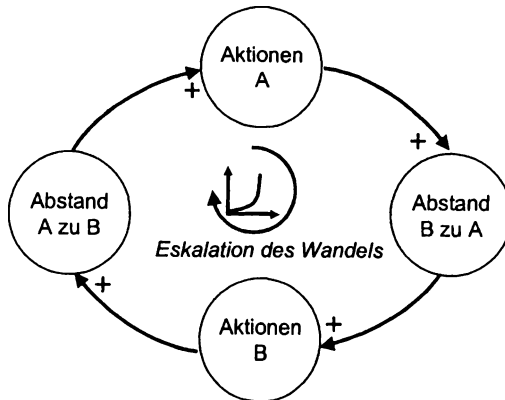 Aktionen
A
+
+
Abstand
A zu B
Abstand
B zu A
Eskalation des Wandels
+
+
Aktionen
B